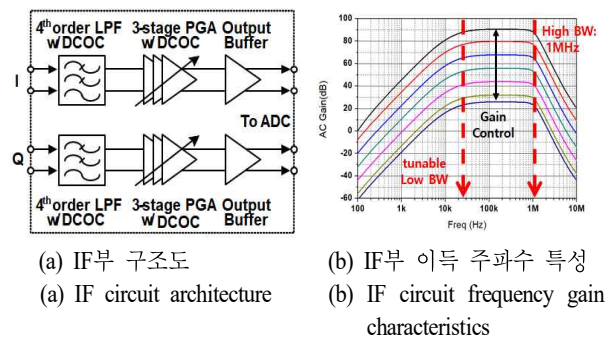 4th order LPF 3-stage PGA Output
w/DCOC w/DCOC Buffer
I
To ADC
Q
4th order LPF 3-stage PGA Output
w/DCOC w/DCOC Buffer
100
80
60
40
20
0
-20
-40
-60
AC Gain(dB)
High BW:
1MHz
Gain
Control
tunable
Low BW
100 1k 10k 100k 1M 10M
Freq (Hz)
(a) IF부 구조도
(a) IF circuit architecture
(b) IF부 이득 주파수 특성
(b) IF circuit frequency gain
characteristics